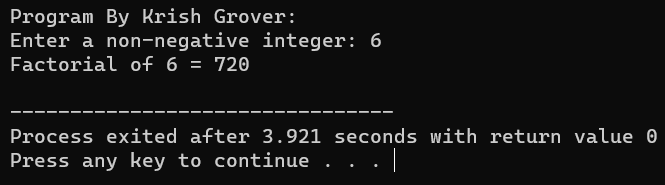 Program By Krish Grover:
Enter a non-negative integer: 6
Factorial of 6 = 720
--------------------------------
Process exited after 3.921 seconds with return value 0
Press any key to continue . . .